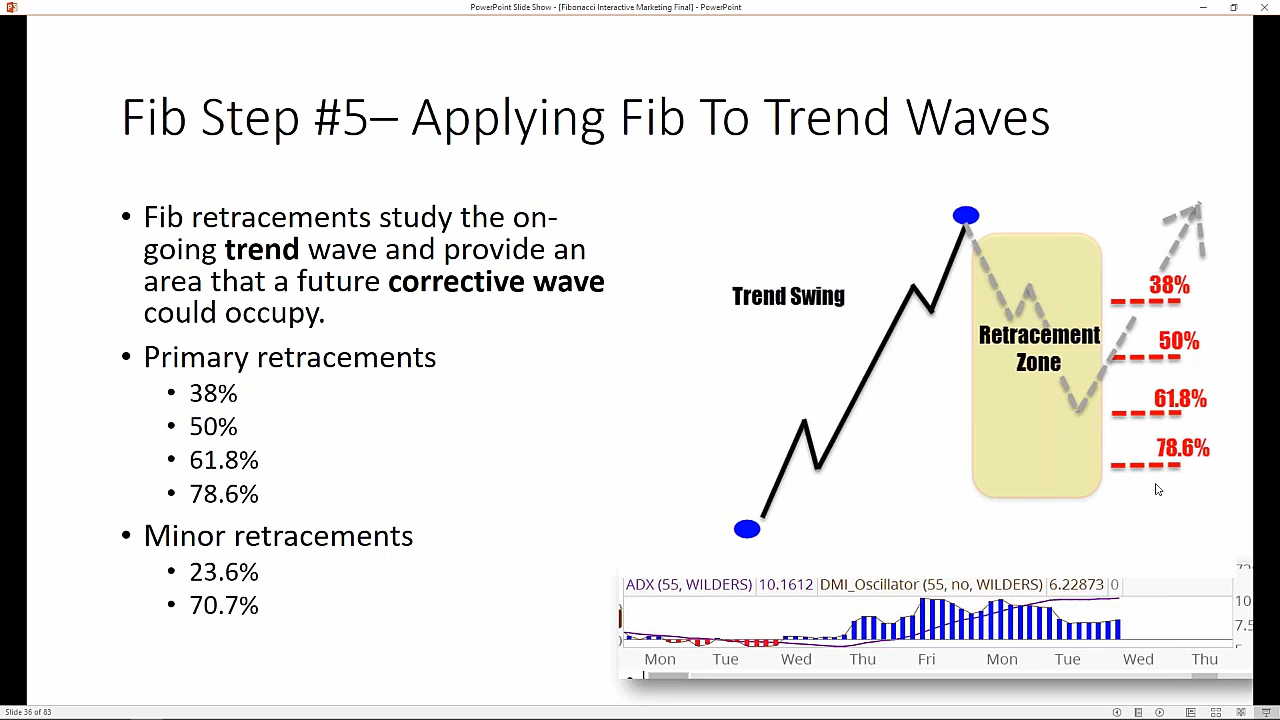 PowerPoint Slide Show - [Fibonacci Interactive Marketing Final] - PowerPoint
Fib Step #5– Applying Fib To Trend Waves
• Fib retracements study the on-
going trend wave and provide an
area that a future corrective wave
could occupy.
• Primary retracements
• 38%
• 50%
• 61.8%
• 78.6%
• Minor retracements
• 23.6%
• 70.7%
Trend Swing
Retracement
Zone
38%
50%
61.8%
78.6%
ADX (55, WILDERS) 10.1612 DMI_Oscillator (55, no, WILDERS) 6.22873 0
10
7.5
Mon Tue Wed Thu Fri Mon Tue Wed Thu
Slide 36 of 83